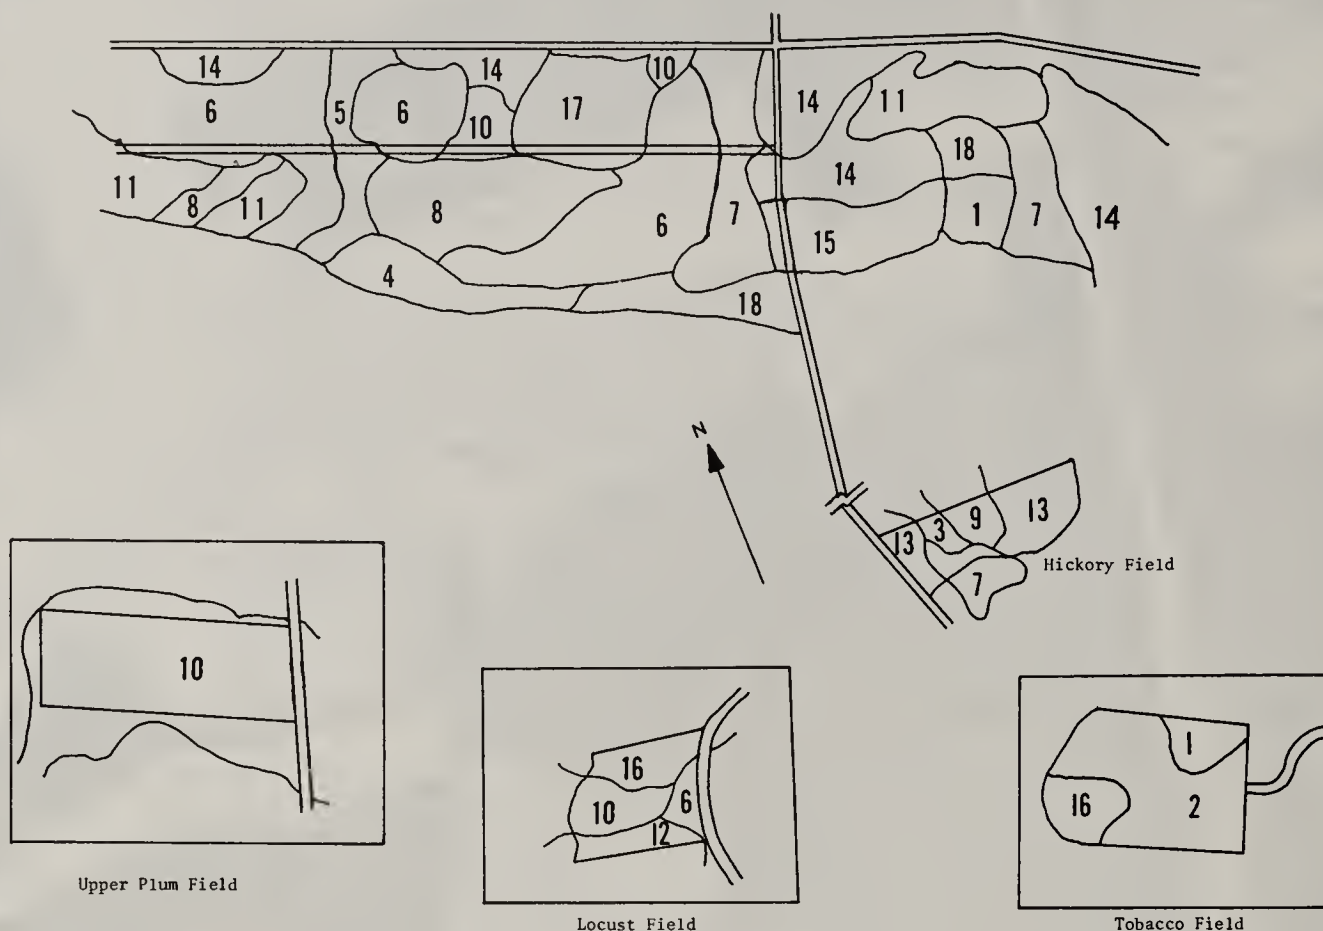 14 14 10
6 5 6 10 17 14 11
18
11 8 11 8 6 7 14 1 7 14
15
4
18
N
13 3 9 13
7
Hickory Field
10
Upper Plum Field
16
10 6
12
Locust Field
1
16 2
Tobacco Field